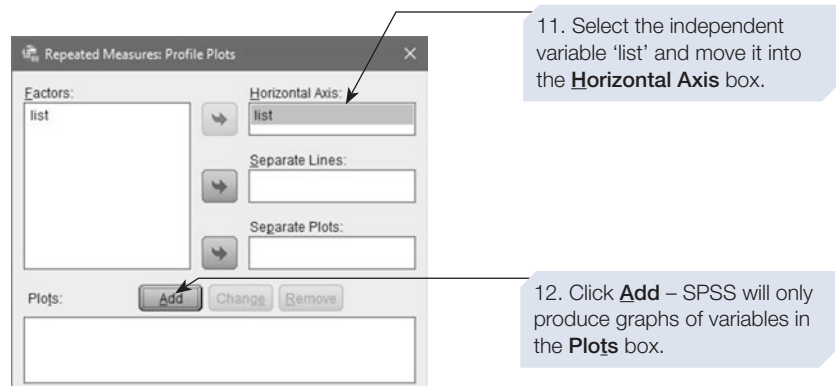 11. Select the independent
variable ‘list’ and move it into
the Horizontal Axis box.
Repeated Measures: Profile Plots
Factors:
list
Horizontal Axis:
list
Separate Lines:
Separate Plots:
Plots:
Add
Change
Remove
12. Click Add – SPSS will only
produce graphs of variables in
the Plots box.